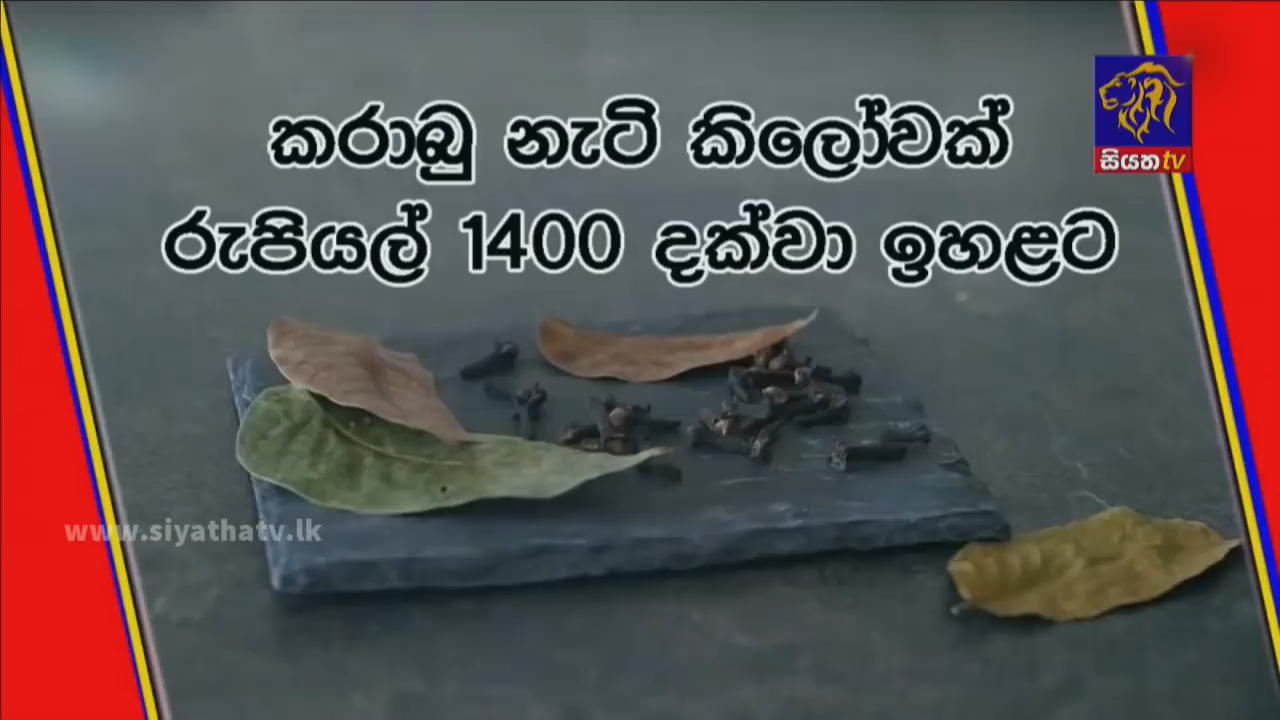 කරාබු නැටි කිලෝවක්
රුපියල් 1400 දක්වා ඉහළට
සියත tv
www.siyathatv.lk